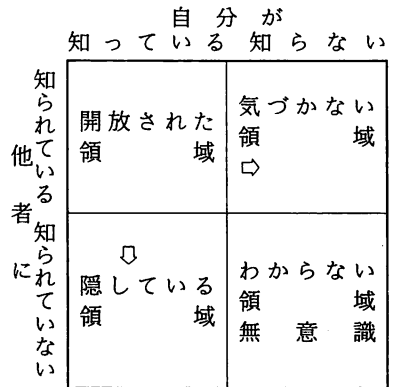 自分が
知っている 知らない
他者に
知られている 知られていない
開放された
領域
気づかない
領域
⇨
⇩
隠している
領域
わからない
領域
無意識